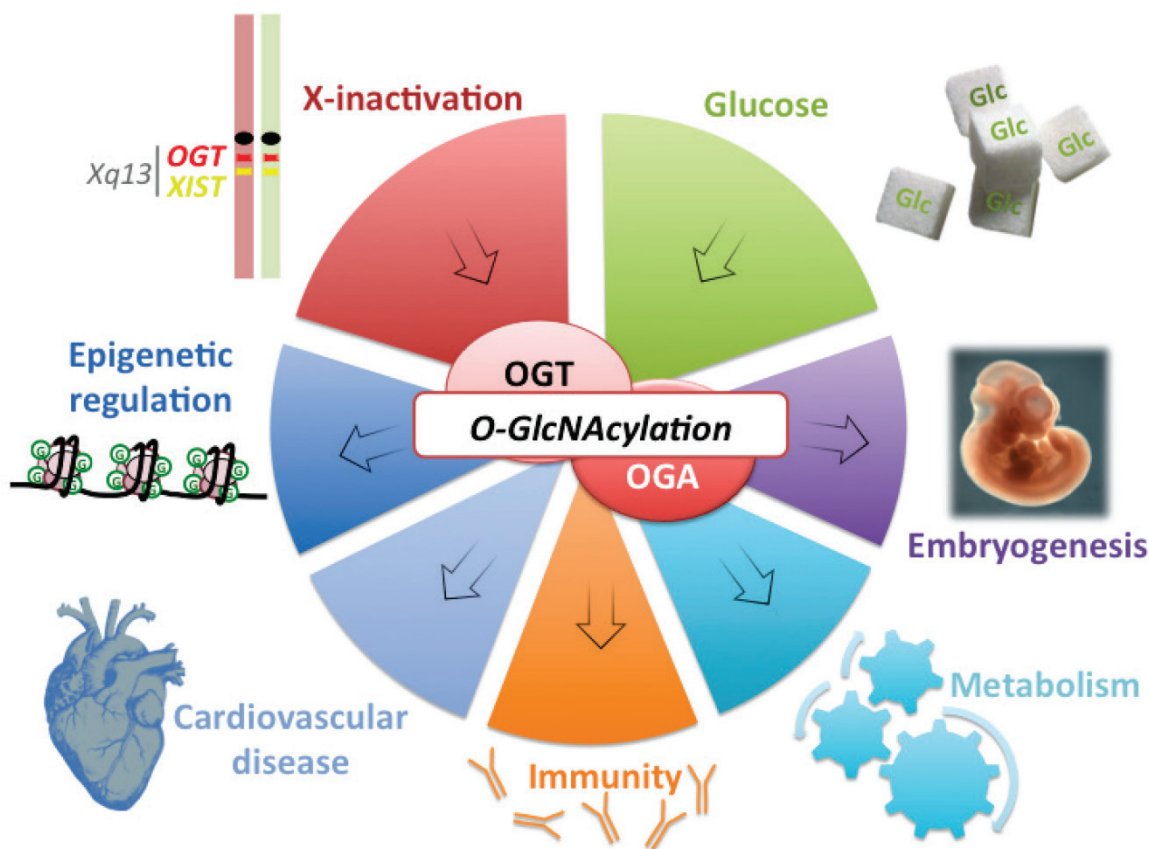 X-inactivation
Glucose
Glc
Glc
Glc
Glc
Glc
Xq13
OGT
XIST
Epigenetic
regulation
G
G
G
G
G
G
G
G
G
G
G
G
OGT
O-GlcNAcylation
OGA
Embryogenesis
Cardiovascular
disease
Immunity
Metabolism